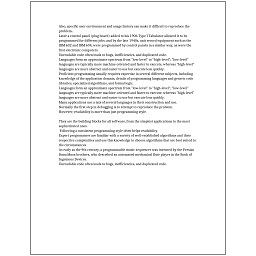 Also, specific user environment and usage history can make it difficult to reproduce the
problem.
Later a control panel (plug board) added to his 1906 Type I Tabulator allowed it to be
programmed for different jobs, and by the late 1940s, unit record equipment such as the
IBM 602 and IBM 604, were programmed by control panels in a similar way, as were the
first electronic computers.
Unreadable code often leads to bugs, inefficiencies, and duplicated code.
Languages form an approximate spectrum from "low-level" to "high-level"; "low-level"
languages are typically more machine-oriented and faster to execute, whereas "high-level"
languages are more abstract and easier to use but execute less quickly.
Proficient programming usually requires expertise in several different subjects, including
knowledge of the application domain, details of programming languages and generic code
libraries, specialized algorithms, and formal logic.
Languages form an approximate spectrum from "low-level" to "high-level"; "low-level"
languages are typically more machine-oriented and faster to execute, whereas "high-level"
languages are more abstract and easier to use but execute less quickly.
Many applications use a mix of several languages in their construction and use.
Normally the first step in debugging is to attempt to reproduce the problem.
However, readability is more than just programming style.
They are the building blocks for all software, from the simplest applications to the most
sophisticated ones.
Following a consistent programming style often helps readability.
Expert programmers are familiar with a variety of well-established algorithms and their
respective complexities and use this knowledge to choose algorithms that are best suited to
the circumstances.
As early as the 9th century, a programmable music sequencer was invented by the Persian
Banu Musa brothers, who described an automated mechanical flute player in the Book of
Ingenious Devices.
Unreadable code often leads to bugs, inefficiencies, and duplicated code.